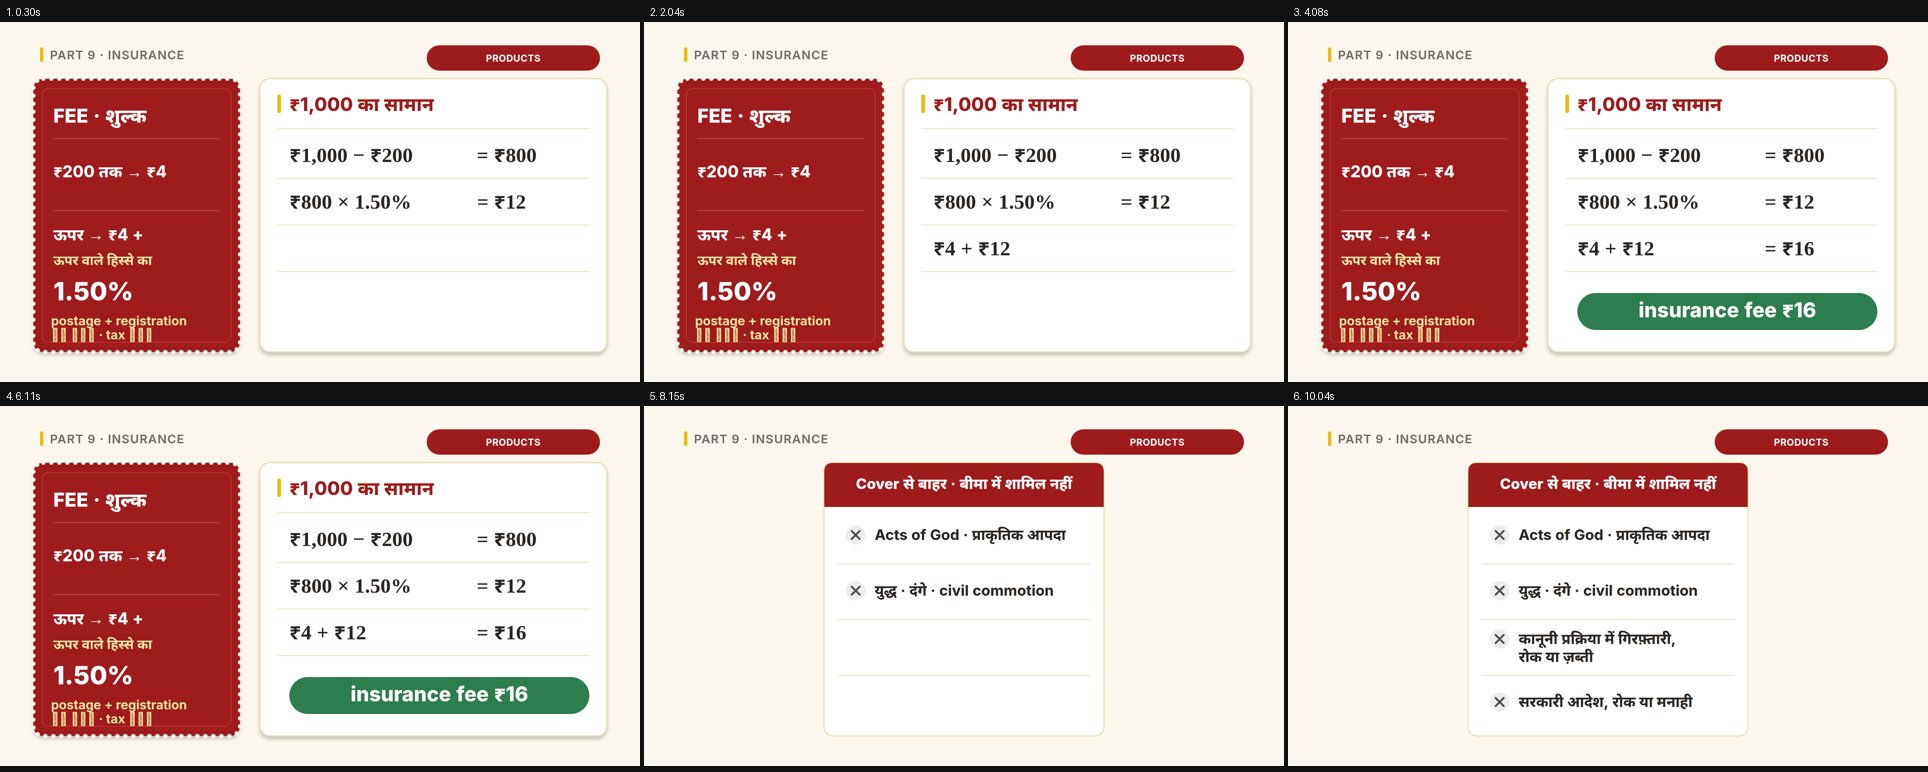 1. 0.30s
PART 9 · INSURANCE
PRODUCTS
FEE · शुल्क
₹200 तक → ₹4
ऊपर → ₹4 +
ऊपर वाले हिस्से का
1.50%
postage + registration
· tax
₹1,000 का सामान
₹1,000 − ₹200 = ₹800
₹800 × 1.50% = ₹12
2. 2.04s
PART 9 · INSURANCE
PRODUCTS
FEE · शुल्क
₹200 तक → ₹4
ऊपर → ₹4 +
ऊपर वाले हिस्से का
1.50%
postage + registration
· tax
₹1,000 का सामान
₹1,000 − ₹200 = ₹800
₹800 × 1.50% = ₹12
₹4 + ₹12
3. 4.08s
PART 9 · INSURANCE
PRODUCTS
FEE · शुल्क
₹200 तक → ₹4
ऊपर → ₹4 +
ऊपर वाले हिस्से का
1.50%
postage + registration
· tax
₹1,000 का सामान
₹1,000 − ₹200 = ₹800
₹800 × 1.50% = ₹12
₹4 + ₹12 = ₹16
insurance fee ₹16
4. 6.11s
PART 9 · INSURANCE
PRODUCTS
FEE · शुल्क
₹200 तक → ₹4
ऊपर → ₹4 +
ऊपर वाले हिस्से का
1.50%
postage + registration
· tax
₹1,000 का सामान
₹1,000 − ₹200 = ₹800
₹800 × 1.50% = ₹12
₹4 + ₹12 = ₹16
insurance fee ₹16
5. 8.15s
PART 9 · INSURANCE
PRODUCTS
Cover से बाहर · बीमा में शामिल नहीं
Acts of God · प्राकृतिक आपदा
युद्ध · दंगे · civil commotion
6. 10.04s
PART 9 · INSURANCE
PRODUCTS
Cover से बाहर · बीमा में शामिल नहीं
Acts of God · प्राकृतिक आपदा
युद्ध · दंगे · civil commotion
कानूनी प्रक्रिया में गिरफ़्तारी,
रोक या ज़ब्ती
सरकारी आदेश, रोक या मनाही